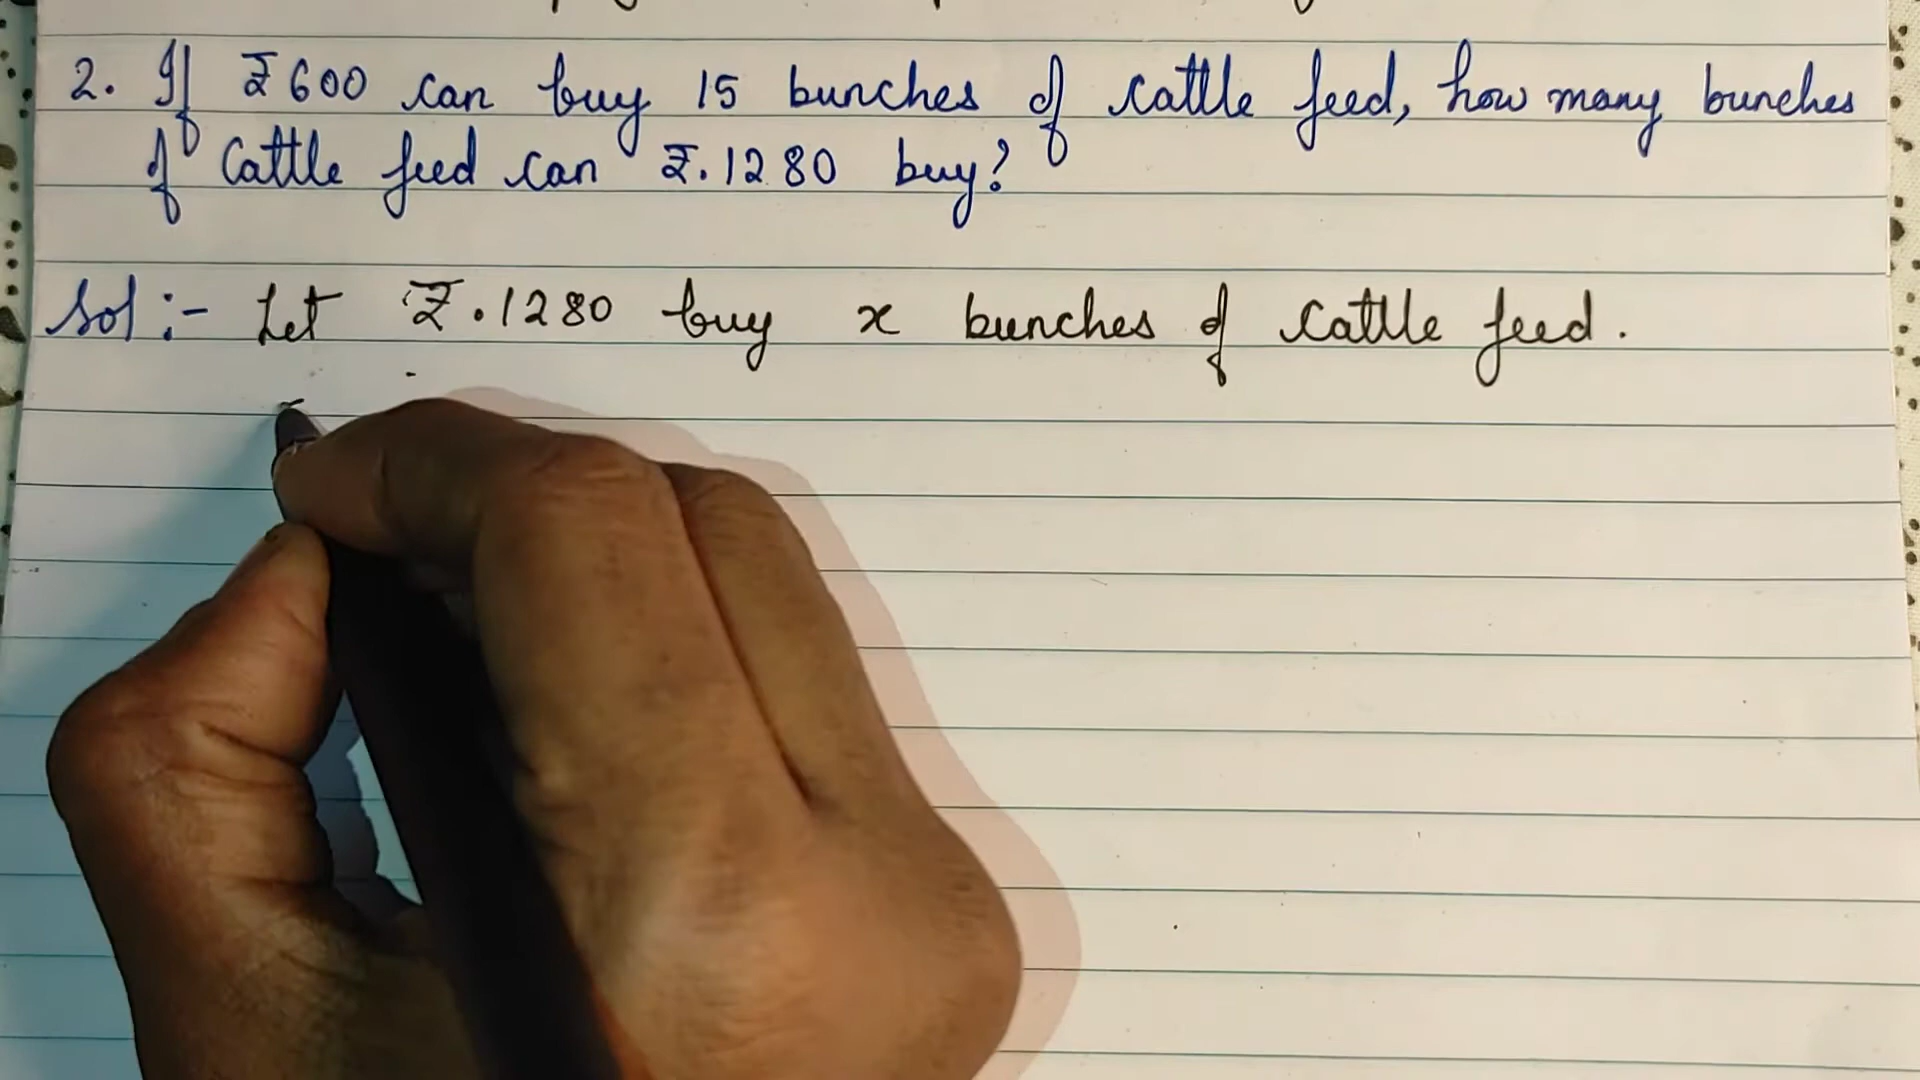 2. If ₹600 can buy 15 bunches of cattle feed, how many bunches
of cattle feed can ₹.1280 buy?
Sol:- Let ₹.1280 buy x bunches of cattle feed.